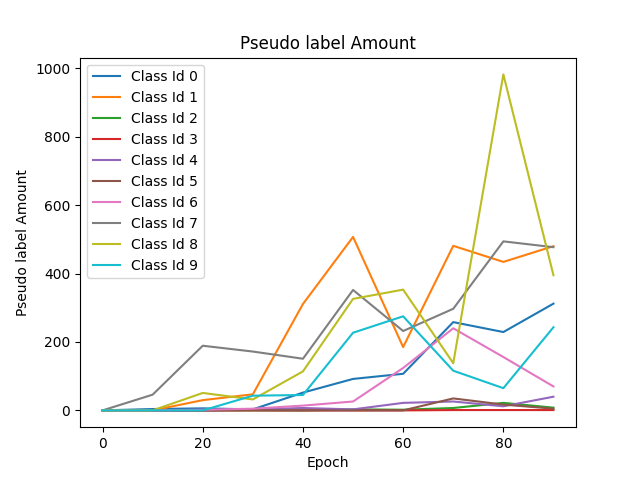 Pseudo label Amount
Pseudo label Amount
1000
800
600
400
200
0
Class Id 0
Class Id 1
Class Id 2
Class Id 3
Class Id 4
Class Id 5
Class Id 6
Class Id 7
Class Id 8
Class Id 9
0 20 40 60 80
Epoch